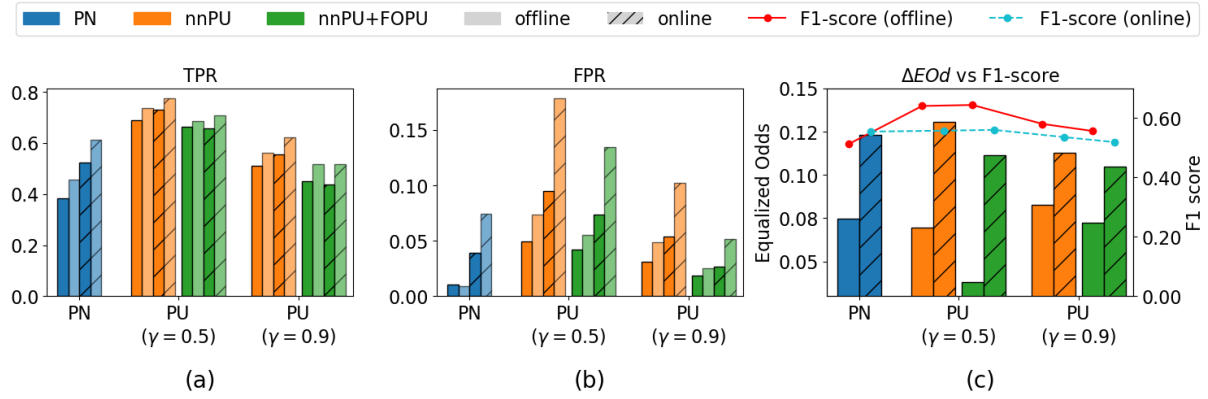 PN nnPU nnPU+FOPU offline online F1-score (offline) F1-score (online)
TPR
0.8
0.6
0.4
0.2
0.0
PN PU PU
(γ = 0.5) (γ = 0.9)
(a)
FPR
0.15
0.10
0.05
0.00
PN PU PU
(γ = 0.5) (γ = 0.9)
(b)
ΔEOd vs F1-score
Equalized Odds
0.15
0.12
0.10
0.08
0.05
0.60
0.40
0.20
0.00
F1 score
PN PU PU
(γ = 0.5) (γ = 0.9)
(c)